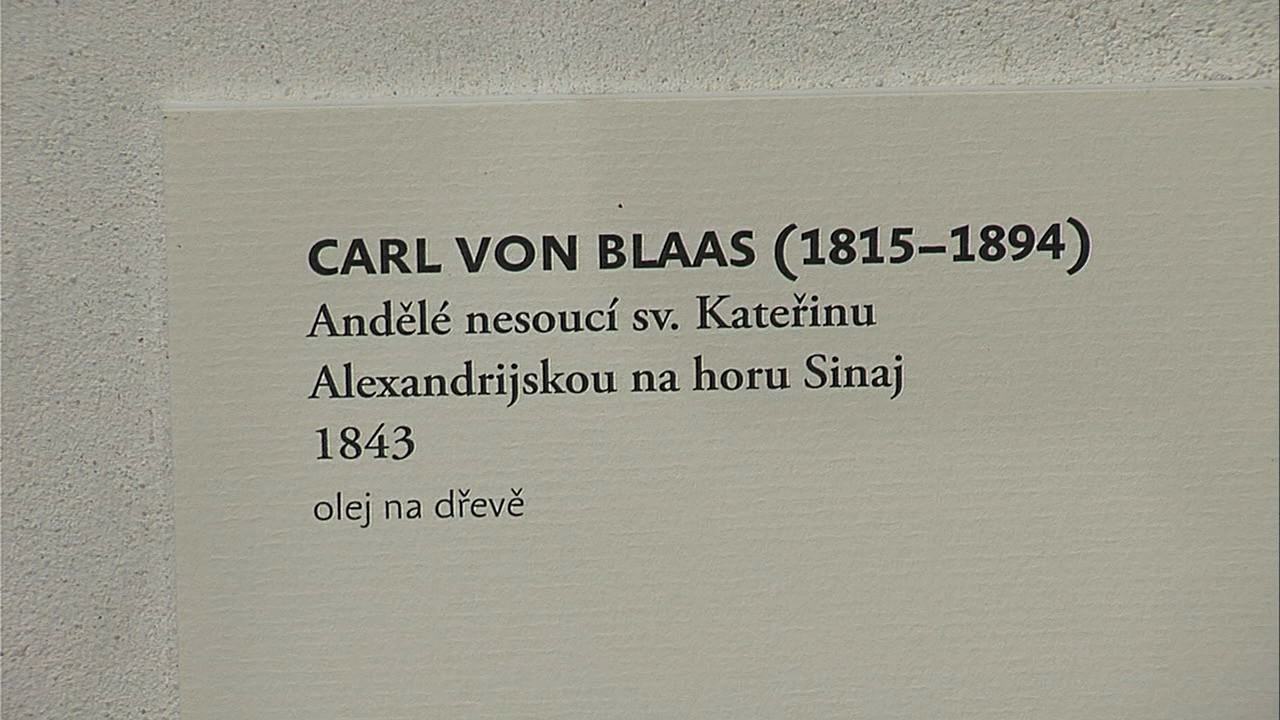 CARL VON BLAAS (1815–1894)
Andělé nesoucí sv. Kateřinu
Alexandrijskou na horu Sinaj
1843
olej na dřevě